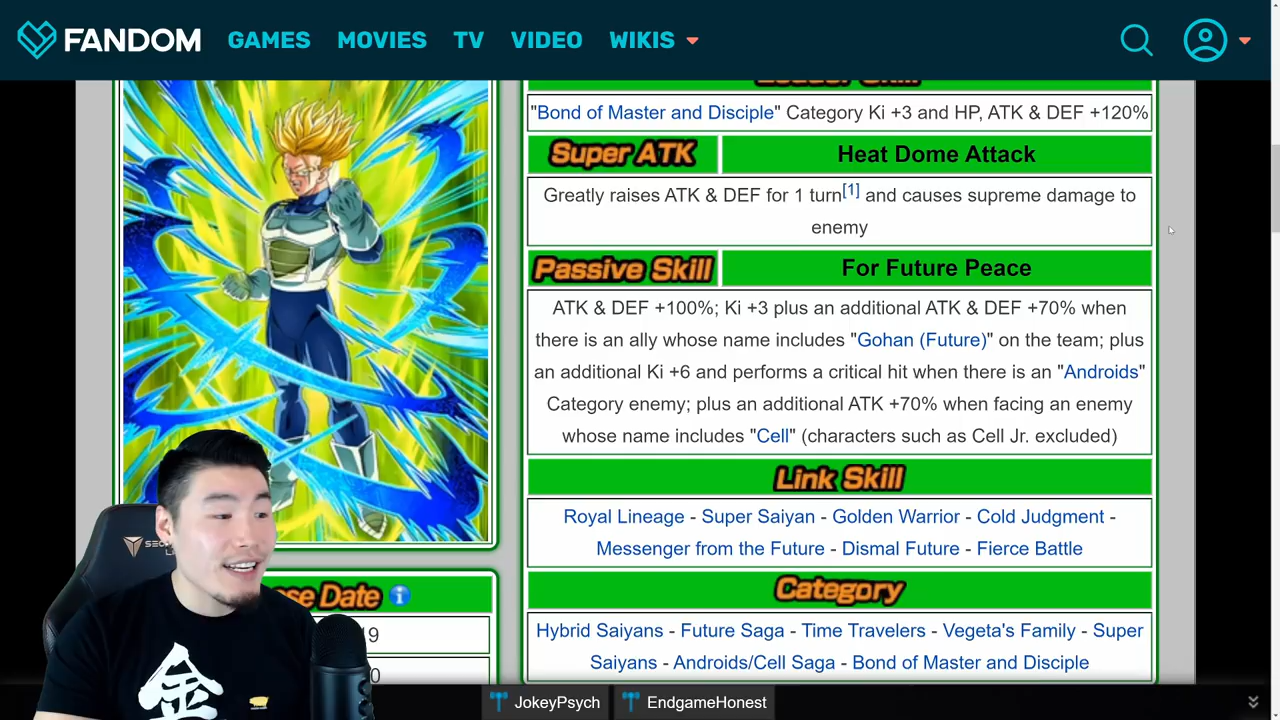 FANDOM GAMES MOVIES TV VIDEO WIKIS
Leader Skill
"Bond of Master and Disciple" Category Ki +3 and HP, ATK & DEF +120%
Super ATK Heat Dome Attack
Greatly raises ATK & DEF for 1 turn[1] and causes supreme damage to
enemy
Passive Skill For Future Peace
ATK & DEF +100%; Ki +3 plus an additional ATK & DEF +70% when
there is an ally whose name includes "Gohan (Future)" on the team; plus
an additional Ki +6 and performs a critical hit when there is an "Androids"
Category enemy; plus an additional ATK +70% when facing an enemy
whose name includes "Cell" (characters such as Cell Jr. excluded)
Link Skill
Royal Lineage - Super Saiyan - Golden Warrior - Cold Judgment -
Messenger from the Future - Dismal Future - Fierce Battle
Category
Hybrid Saiyans - Future Saga - Time Travelers - Vegeta's Family - Super
Saiyans - Androids/Cell Saga - Bond of Master and Disciple
Date
19
0
金
JokeyPsych EndgameHonest